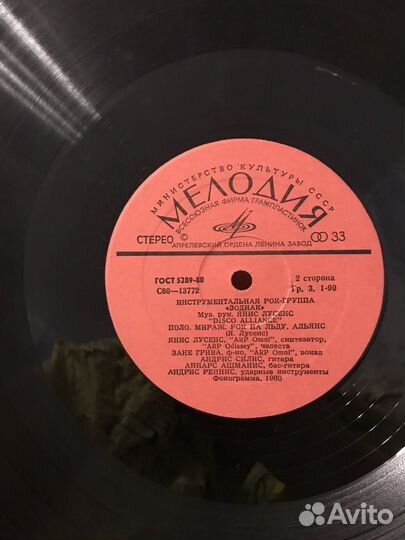 МИНИСТЕРСТВО КУЛЬТУРЫ СССР
МЕЛОДИЯ
ВСЕСОЮЗНАЯ ФИРМА ГРАМПЛАСТИНОК
СТЕРЕО
33
АПРЕЛЕВСКИЙ ОРДЕНА ЛЕНИНА ЗАВОД
ГОСТ 5289-80
2 сторона
С60—13772
Гр. 3. 1-90
ИНСТРУМЕНТАЛЬНАЯ РОК-ГРУППА
«ЗОДИАК»
Муз. рук. ЯНИС ЛУСЕНС
"DISCO ALLIANCE"
ПОЛО. МИРАЖ. РОК НА ЛЬДУ. АЛЬЯНС
(Я. Лусенс)
ЯНИС ЛУСЕНС, "ARP Omni", синтезатор,
"ARP Odissey", челеста
ЗАНЕ ГРИВА, ф-но, "ARP Omni", вокал
АНДРИС СИЛИС, гитара
АЙНАРС АШМАНИС, бас-гитара
АНДРИС РЕЙНИС, ударные инструменты
Фонограмма, 1980
Avito